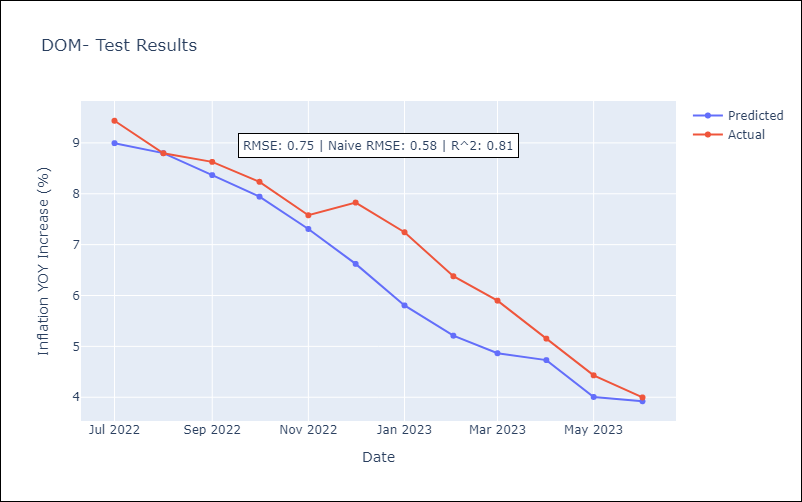 DOM- Test Results
Predicted
Actual
RMSE: 0.75 | Naive RMSE: 0.58 | R^2: 0.81
Inflation YOY Increase (%)
9
8
7
6
5
4
Jul 2022 Sep 2022 Nov 2022 Jan 2023 Mar 2023 May 2023
Date